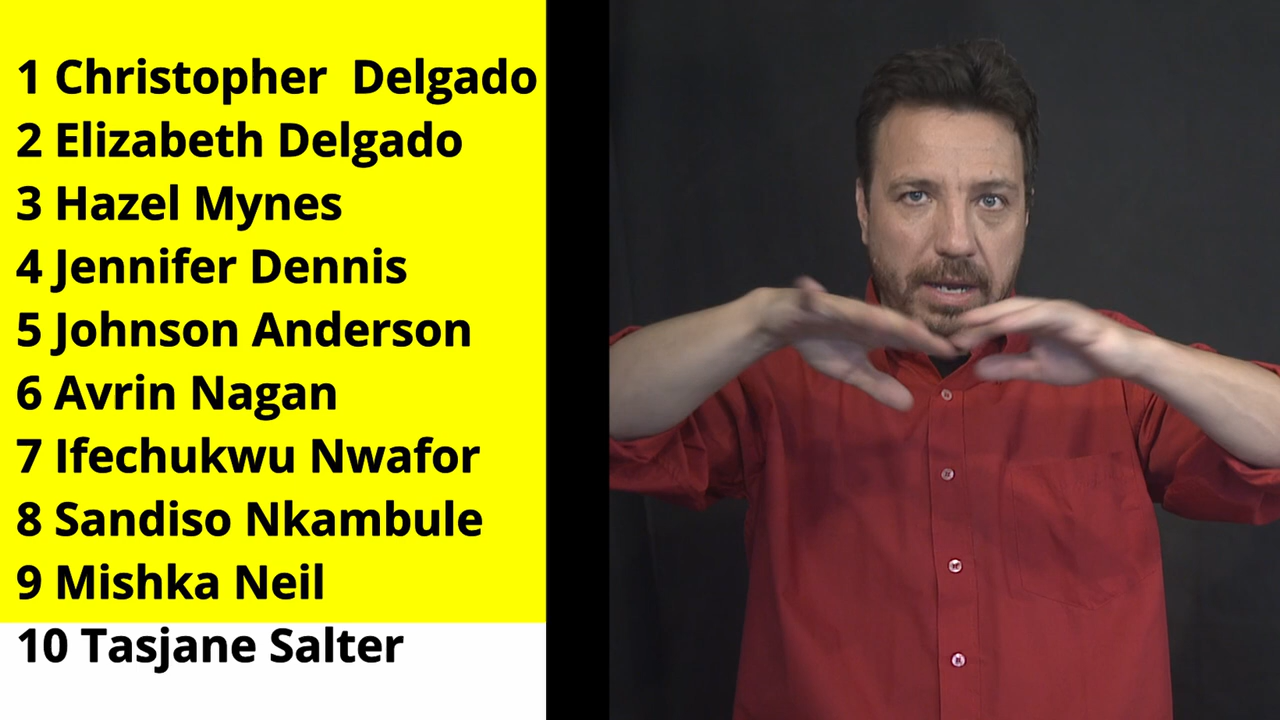 1 Christopher  Delgado
2 Elizabeth Delgado
3 Hazel Mynes
4 Jennifer Dennis
5 Johnson Anderson
6 Avrin Nagan
7 Ifechukwu Nwafor
8 Sandiso Nkambule
9 Mishka Neil
10 Tasjane Salter